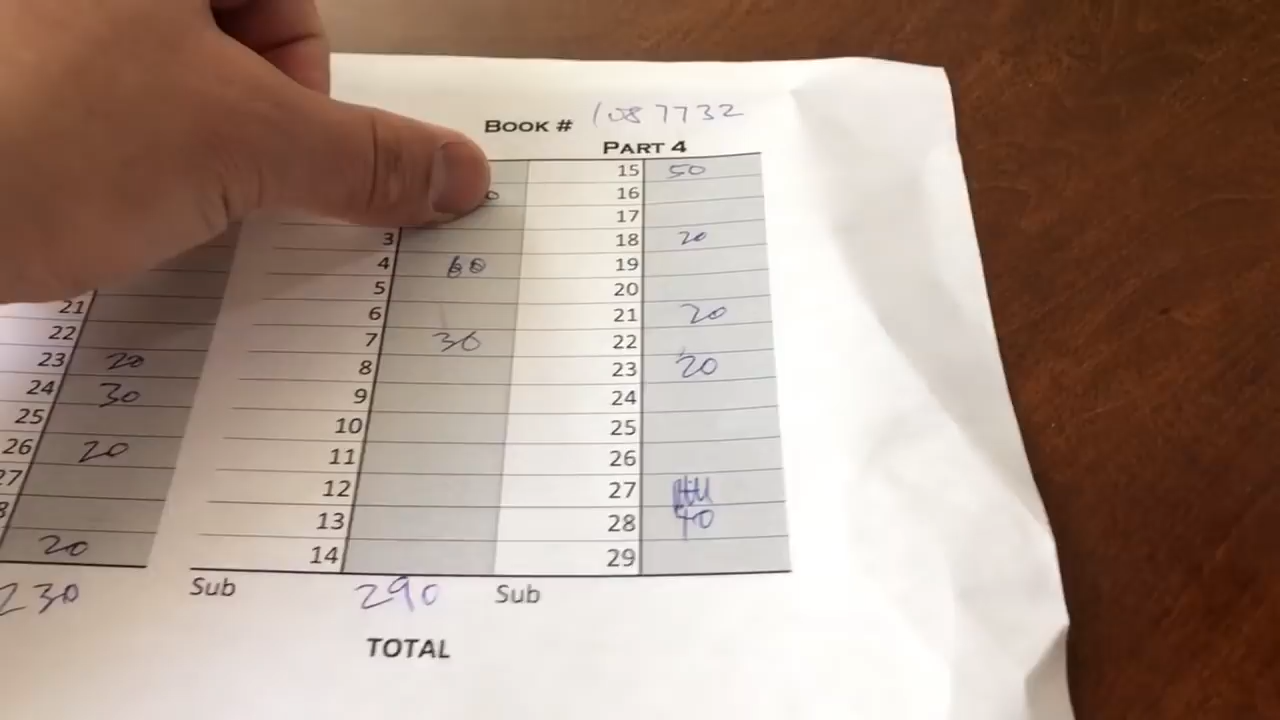 BOOK # 1087732
PART 4
15 50
16
17
3 18 20
4 60 19
5 20
21 6 21 20
22 7 30 22
23 20 8 23 20
24 30 9 24
25 10 25
26 20 11 26
27 12 27
13 28 40
20 14 29
230 Sub 290 Sub
TOTAL